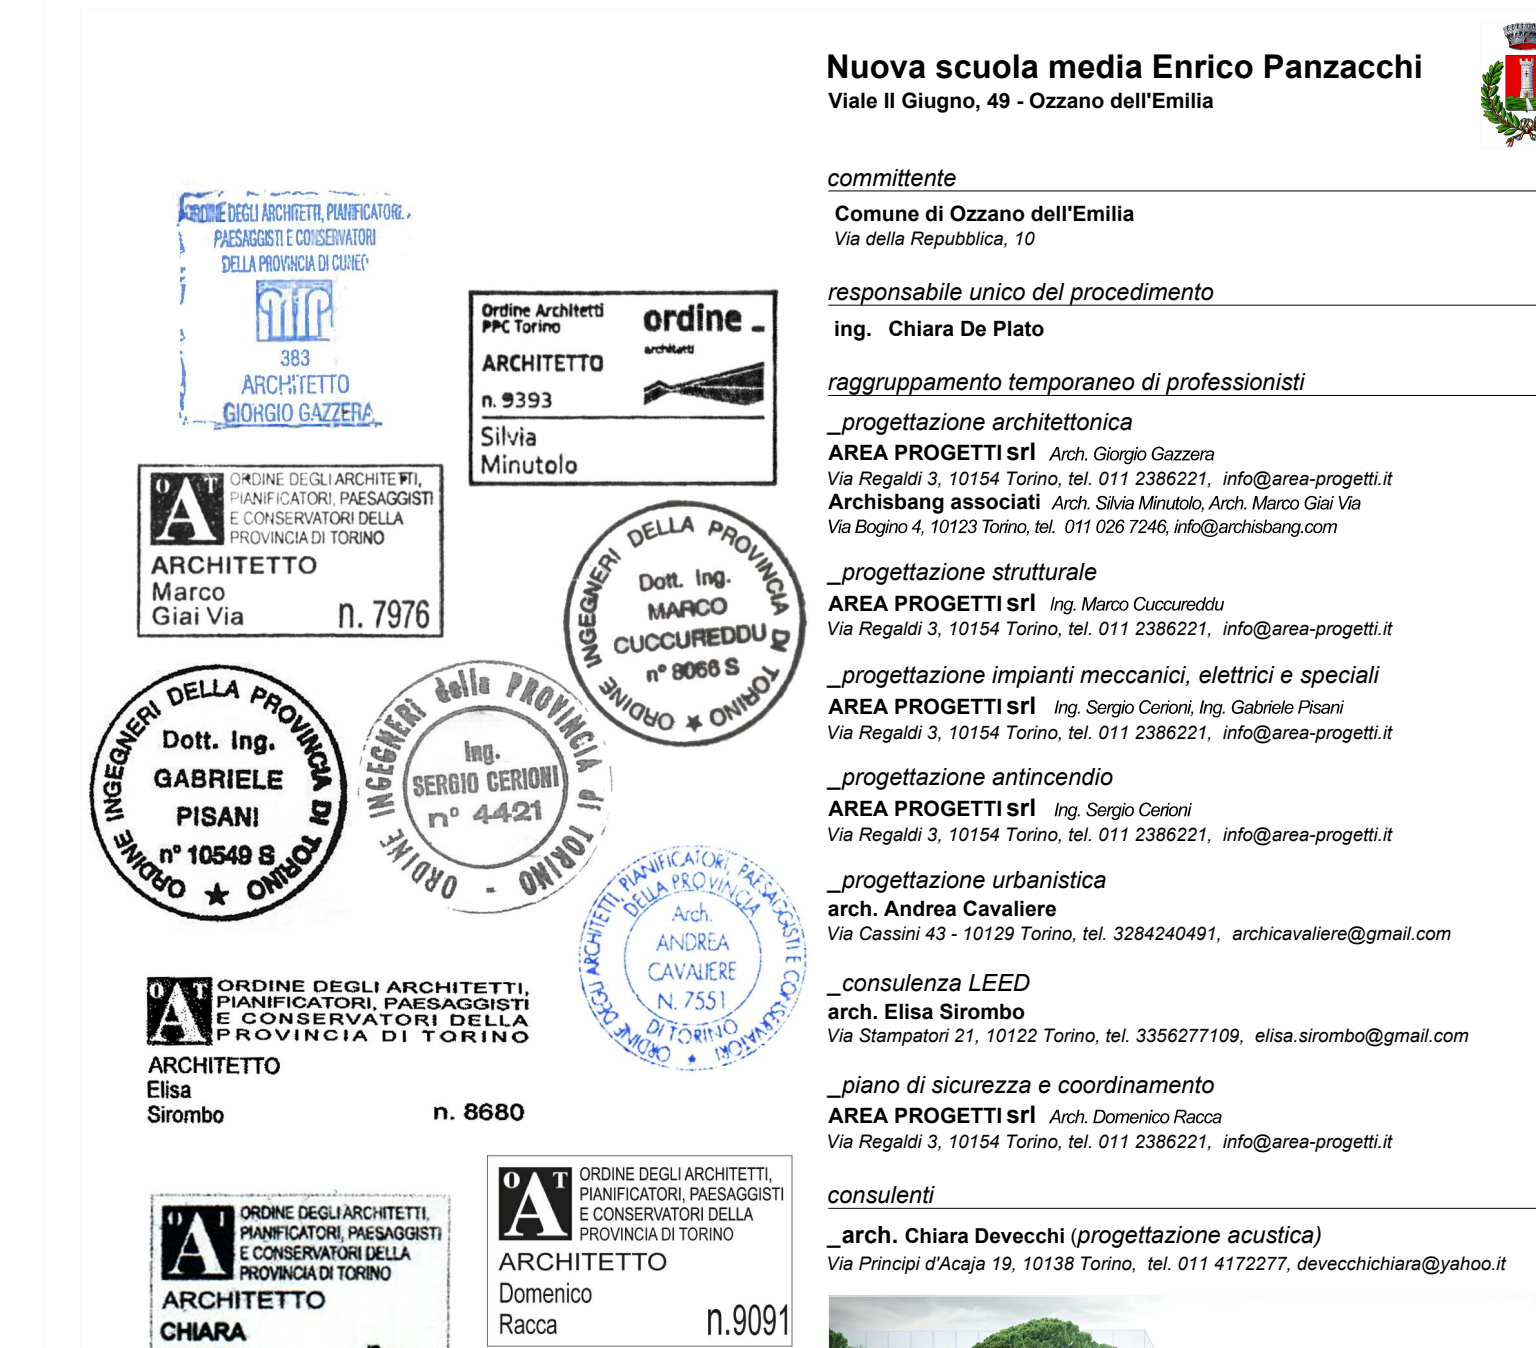 Nuova scuola media Enrico Panzacchi
Viale II Giugno, 49 - Ozzano dell'Emilia
committente
Comune di Ozzano dell'Emilia
Via della Repubblica, 10
responsabile unico del procedimento
ing. Chiara De Plato
raggruppamento temporaneo di professionisti
_progettazione architettonica
AREA PROGETTI srl Arch. Giorgio Gazzera
Via Regaldi 3, 10154 Torino, tel. 011 2386221, info@area-progetti.it
Archisbang associati Arch. Silvia Minutolo, Arch. Marco Giai Via
Via Bogino 4, 10123 Torino, tel. 011 026 7246, info@archisbang.com
_progettazione strutturale
AREA PROGETTI srl Ing. Marco Cuccureddu
Via Regaldi 3, 10154 Torino, tel. 011 2386221, info@area-progetti.it
_progettazione impianti meccanici, elettrici e speciali
AREA PROGETTI srl Ing. Sergio Cerioni, Ing. Gabriele Pisani
Via Regaldi 3, 10154 Torino, tel. 011 2386221, info@area-progetti.it
_progettazione antincendio
AREA PROGETTI srl Ing. Sergio Cerioni
Via Regaldi 3, 10154 Torino, tel. 011 2386221, info@area-progetti.it
_progettazione urbanistica
arch. Andrea Cavaliere
Via Cassini 43 - 10129 Torino, tel. 3284240491, archicavaliere@gmail.com
_consulenza LEED
arch. Elisa Sirombo
Via Stampatori 21, 10122 Torino, tel. 3356277109, elisa.sirombo@gmail.com
_piano di sicurezza e coordinamento
AREA PROGETTI srl Arch. Domenico Racca
Via Regaldi 3, 10154 Torino, tel. 011 2386221, info@area-progetti.it
consulenti
_arch. Chiara Devecchi (progettazione acustica)
Via Principi d'Acaja 19, 10138 Torino, tel. 011 4172277, devecchichiara@yahoo.it
ORDINE DEGLI ARCHITETTI, PIANIFICATORI,
PAESAGGISTI E CONSERVATORI
DELLA PROVINCIA DI CUNEO
383
ARCHITETTO
GIORGIO GAZZERA
Ordine Architetti
PPC Torino
ordine_
architetti
ARCHITETTO
n. 9393
Silvia
Minutolo
OAT
ORDINE DEGLI ARCHITETTI,
PIANIFICATORI, PAESAGGISTI
E CONSERVATORI DELLA
PROVINCIA DI TORINO
ARCHITETTO
Marco
Giai Via n. 7976
ORDINE INGEGNERI DELLA PROVINCIA DI TORINO
Dott. Ing.
MARCO
CUCCUREDDU
n° 8066 S
ORDINE INGEGNERI DELLA PROVINCIA DI TORINO
Dott. Ing.
GABRIELE
PISANI
n° 10549 S
ORDINE INGEGNERI della PROVINCIA di TORINO
Ing.
SERGIO CERIONI
n° 4421
ORDINE DEGLI ARCHITETTI, PIANIFICATORI, PAESAGGISTI E CONSERVATORI
DELLA PROVINCIA
Arch.
ANDREA
CAVALIERE
N. 7551
DI TORINO
OAT
ORDINE DEGLI ARCHITETTI,
PIANIFICATORI, PAESAGGISTI
E CONSERVATORI DELLA
PROVINCIA DI TORINO
ARCHITETTO
Elisa
Sirombo n. 8680
OAT
ORDINE DEGLI ARCHITETTI,
PIANIFICATORI, PAESAGGISTI
E CONSERVATORI DELLA
PROVINCIA DI TORINO
ARCHITETTO
Domenico
Racca n.9091
OAT
ORDINE DEGLI ARCHITETTI,
PIANIFICATORI, PAESAGGISTI
E CONSERVATORI DELLA
PROVINCIA DI TORINO
ARCHITETTO
CHIARA